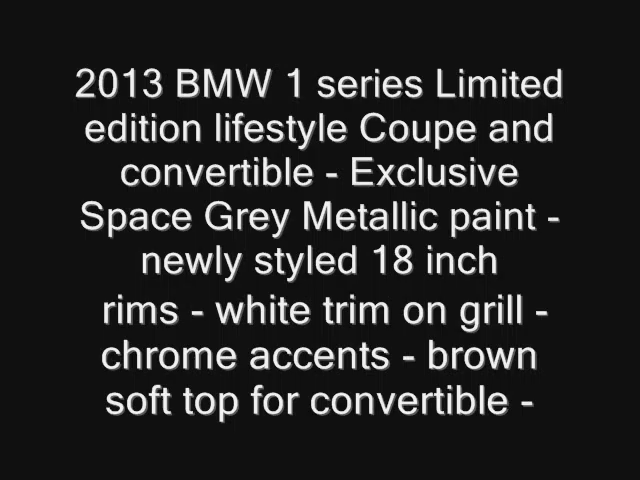 2013 BMW 1 series Limited
edition lifestyle Coupe and
convertible - Exclusive
Space Grey Metallic paint -
newly styled 18 inch
rims - white trim on grill -
chrome accents - brown
soft top for convertible -